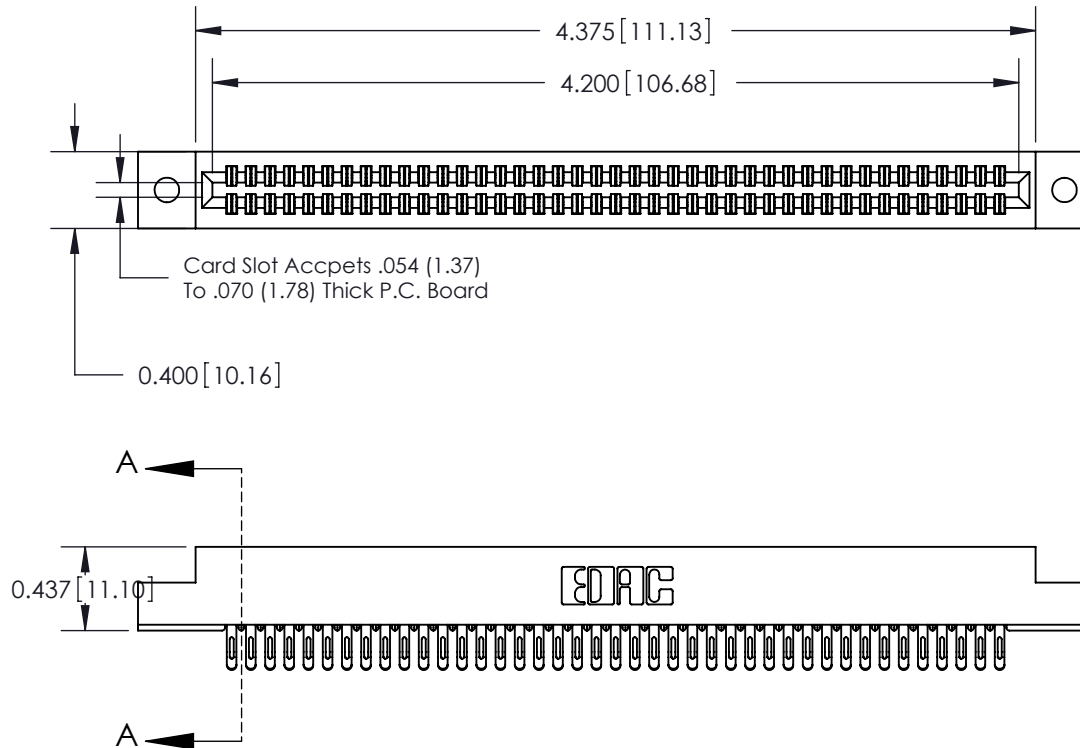 4.375[111.13]
4.200[106.68]
Card Slot Accpets .054 (1.37)
To .070 (1.78) Thick P.C. Board
0.400[10.16]
A
0.437[11.10]
EDAC
A